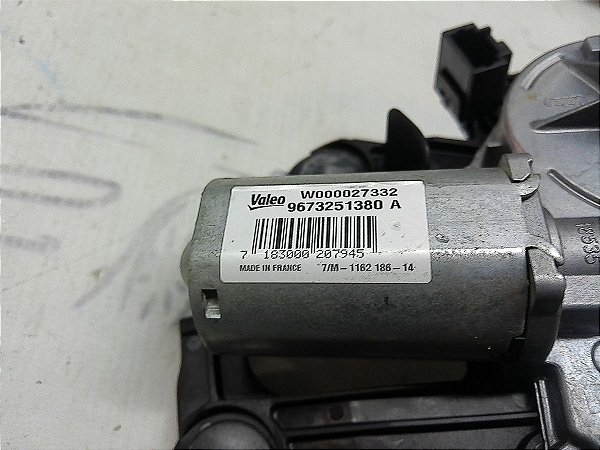 Valeo W000027332
9673251380 A
7 183000 207945
MADE IN FRANCE 7/M-1162 186-14